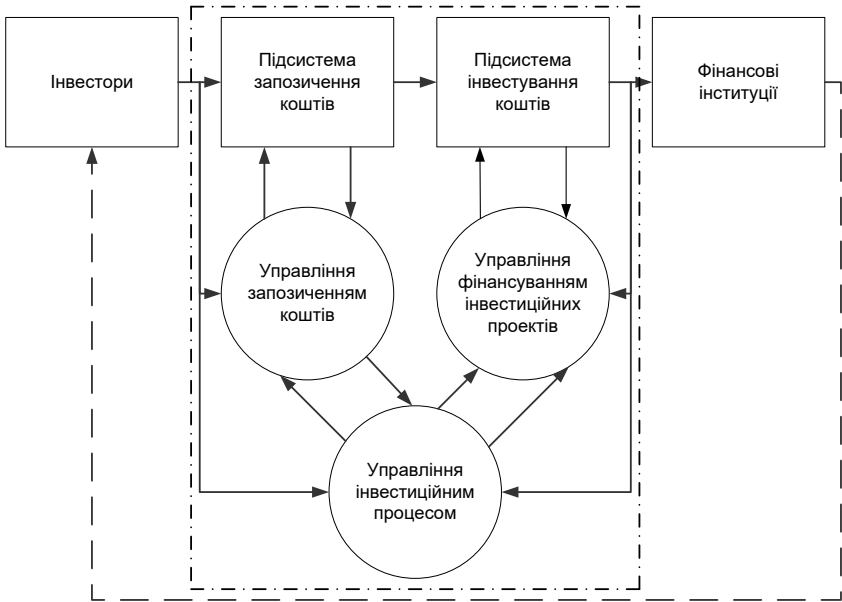 Інвестори
Підсистема
запозичення
коштів
Підсистема
інвестування
коштів
Фінансові
інституції
Управління
запозиченням
коштів
Управління
фінансуванням
інвестиційних
проектів
Управління
інвестиційним
процесом